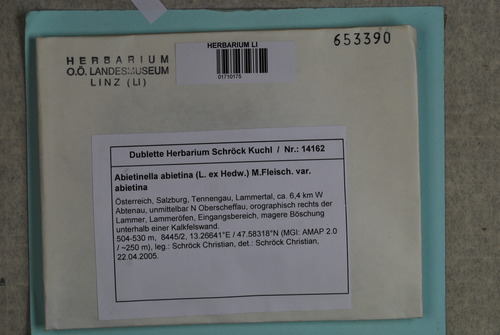 653390
HERBARIUM
O.Ö. LANDESMUSEUM
LINZ (LI)
HERBARIUM LI
01710175
Dublette Herbarium Schröck Kuchl / Nr.: 14162
Abietinella abietina (L. ex Hedw.) M.Fleisch. var.
abietina
Österreich, Salzburg, Tennengau, Lammertal, ca. 6,4 km W
Abtenau, unmittelbar N Oberscheffau, orographisch rechts der
Lammer, Lammeröfen, Eingangsbereich, magere Böschung
unterhalb einer Kalkfelswand.
504-530 m, 8445/2, 13.26641°E / 47.58318°N (MGI: AMAP 2.0
/ ~250 m), leg.: Schröck Christian, det.: Schröck Christian,
22.04.2005.